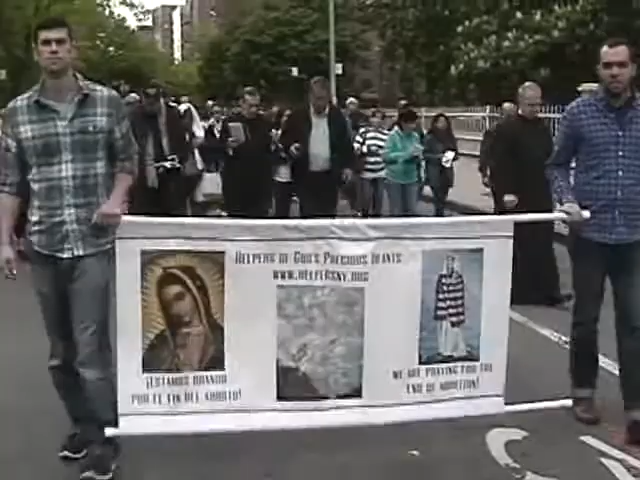 Helpers of God's Precious Infants
www.helpersny.org
¡Estamos orando
por el fin del aborto!
We are praying for the
end of abortion!